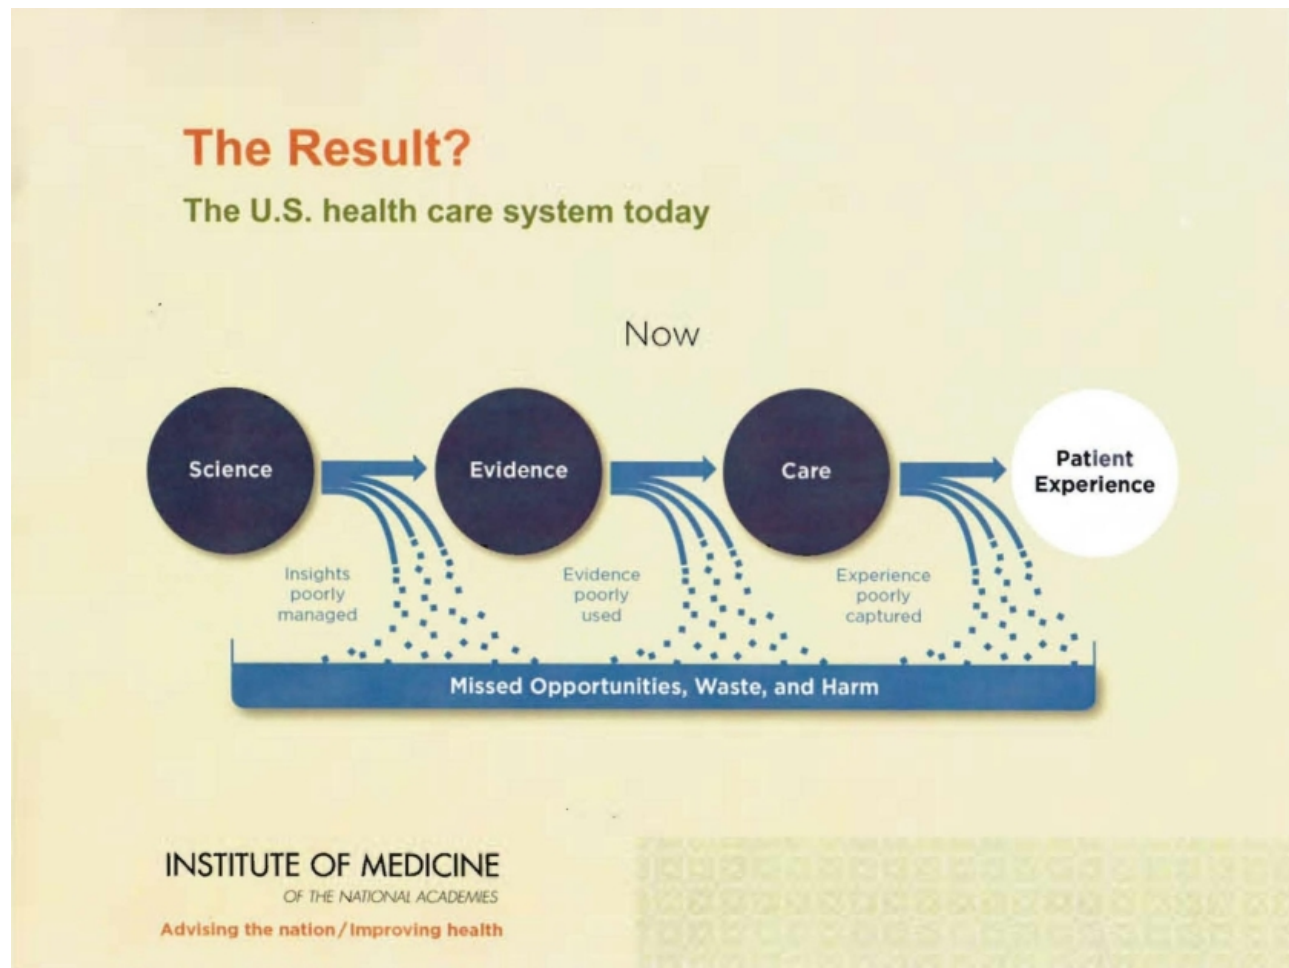 The Result?
The U.S. health care system today
Now
Science
Evidence
Care
Patient
Experience
Insights
poorly
managed
Evidence
poorly
used
Experience
poorly
captured
Missed Opportunities, Waste, and Harm
INSTITUTE OF MEDICINE
OF THE NATIONAL ACADEMIES
Advising the nation/Improving health